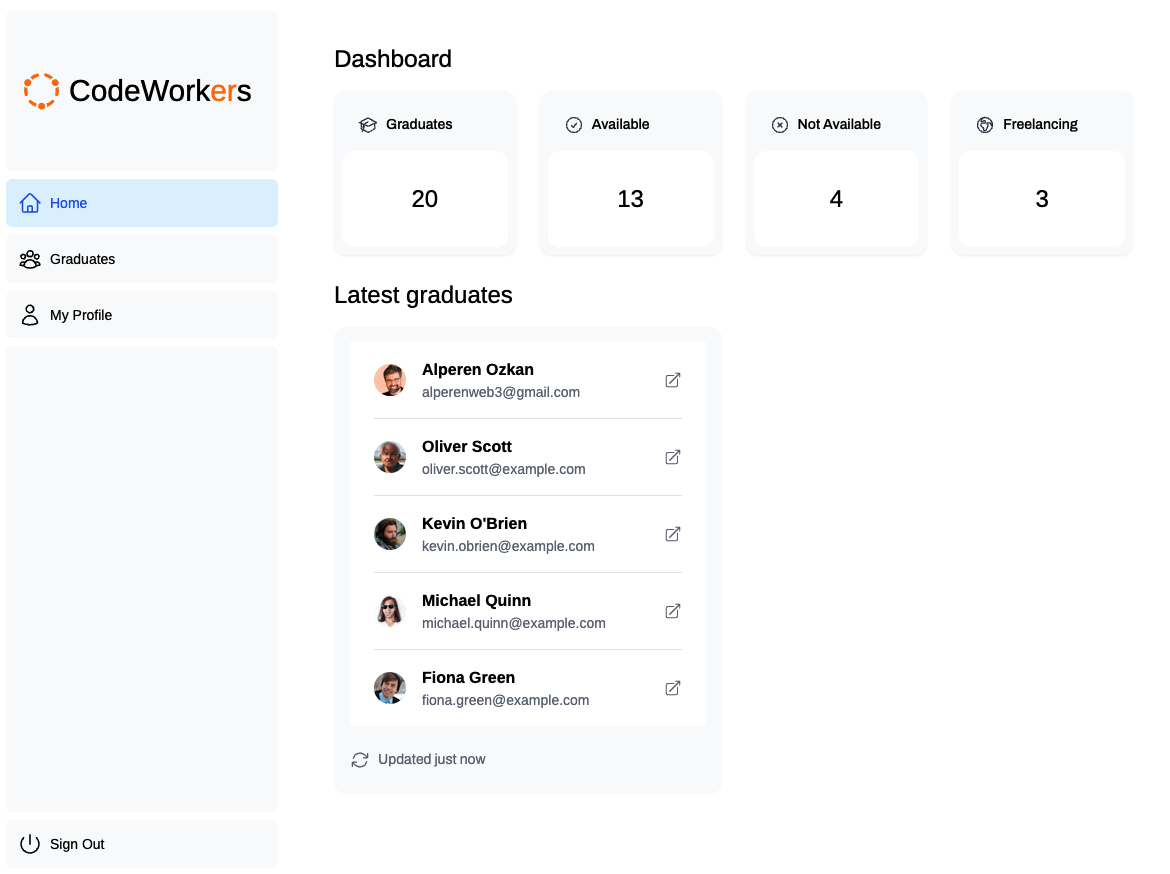 CodeWorkers
Home
Graduates
My Profile
Sign Out
Dashboard
Graduates
20
Available
13
Not Available
4
Freelancing
3
Latest graduates
Alperen Ozkan
alperenweb3@gmail.com
Oliver Scott
oliver.scott@example.com
Kevin O'Brien
kevin.obrien@example.com
Michael Quinn
michael.quinn@example.com
Fiona Green
fiona.green@example.com
Updated just now